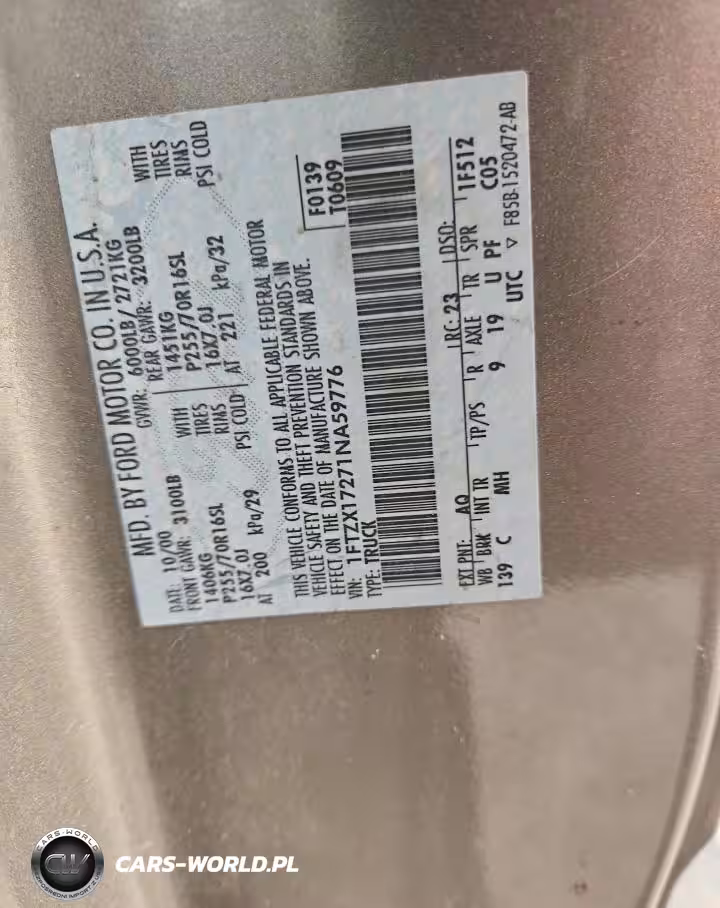 MFD. BY FORD MOTOR CO. IN U.S.A.
DATE: 10/00 GVWR: 6000LB/ 2721KG
FRONT GAWR: 3100LB REAR GAWR: 3200LB
1406KG WITH 1451KG WITH
P255/70R16SL TIRES P255/70R16SL TIRES
16X7.0J RIMS 16X7.0J RIMS
AT 200 kPa/29 PSI COLD AT 221 kPa/32 PSI COLD
THIS VEHICLE CONFORMS TO ALL APPLICABLE FEDERAL MOTOR
VEHICLE SAFETY AND THEFT PREVENTION STANDARDS IN
EFFECT ON THE DATE OF MANUFACTURE SHOWN ABOVE.
VIN: 1FTZX17271NA59776
TYPE: TRUCK
F0139
T0609
EXT PNT: AQ RC: 23 DSO: 1F512
WB BRK INT TR TP/PS R AXLE TR SPR
139 C MH 9 19 U PF C05
UTC ▽ F85B-1520472-AB
CARS-WORLD
CW
CARS-WORLD.PL